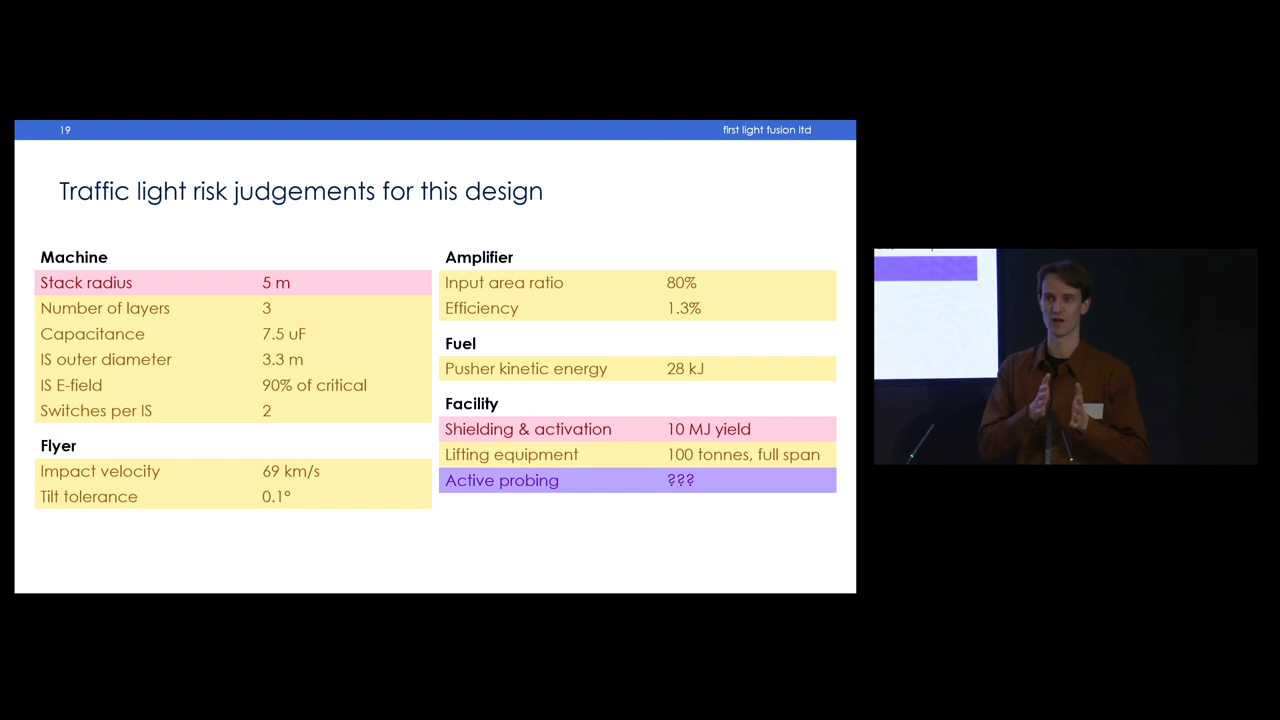 19 first light fusion ltd
Traffic light risk judgements for this design
Machine
Stack radius 5 m
Number of layers 3
Capacitance 7.5 uF
IS outer diameter 3.3 m
IS E-field 90% of critical
Switches per IS 2
Flyer
Impact velocity 69 km/s
Tilt tolerance 0.1°
Amplifier
Input area ratio 80%
Efficiency 1.3%
Fuel
Pusher kinetic energy 28 kJ
Facility
Shielding & activation 10 MJ yield
Lifting equipment 100 tonnes, full span
Active probing ???